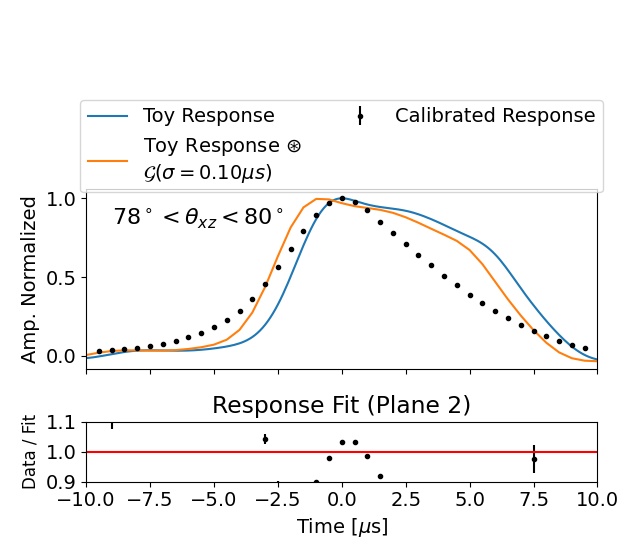 Toy Response
Calibrated Response
Toy Response ⊛
𝒢(σ = 0.10μs)
78° < θxz < 80°
Amp. Normalized
1.0
0.5
0.0
Response Fit (Plane 2)
Data / Fit
1.1
1.0
0.9
−10.0 −7.5 −5.0 −2.5 0.0 2.5 5.0 7.5 10.0
Time [μs]